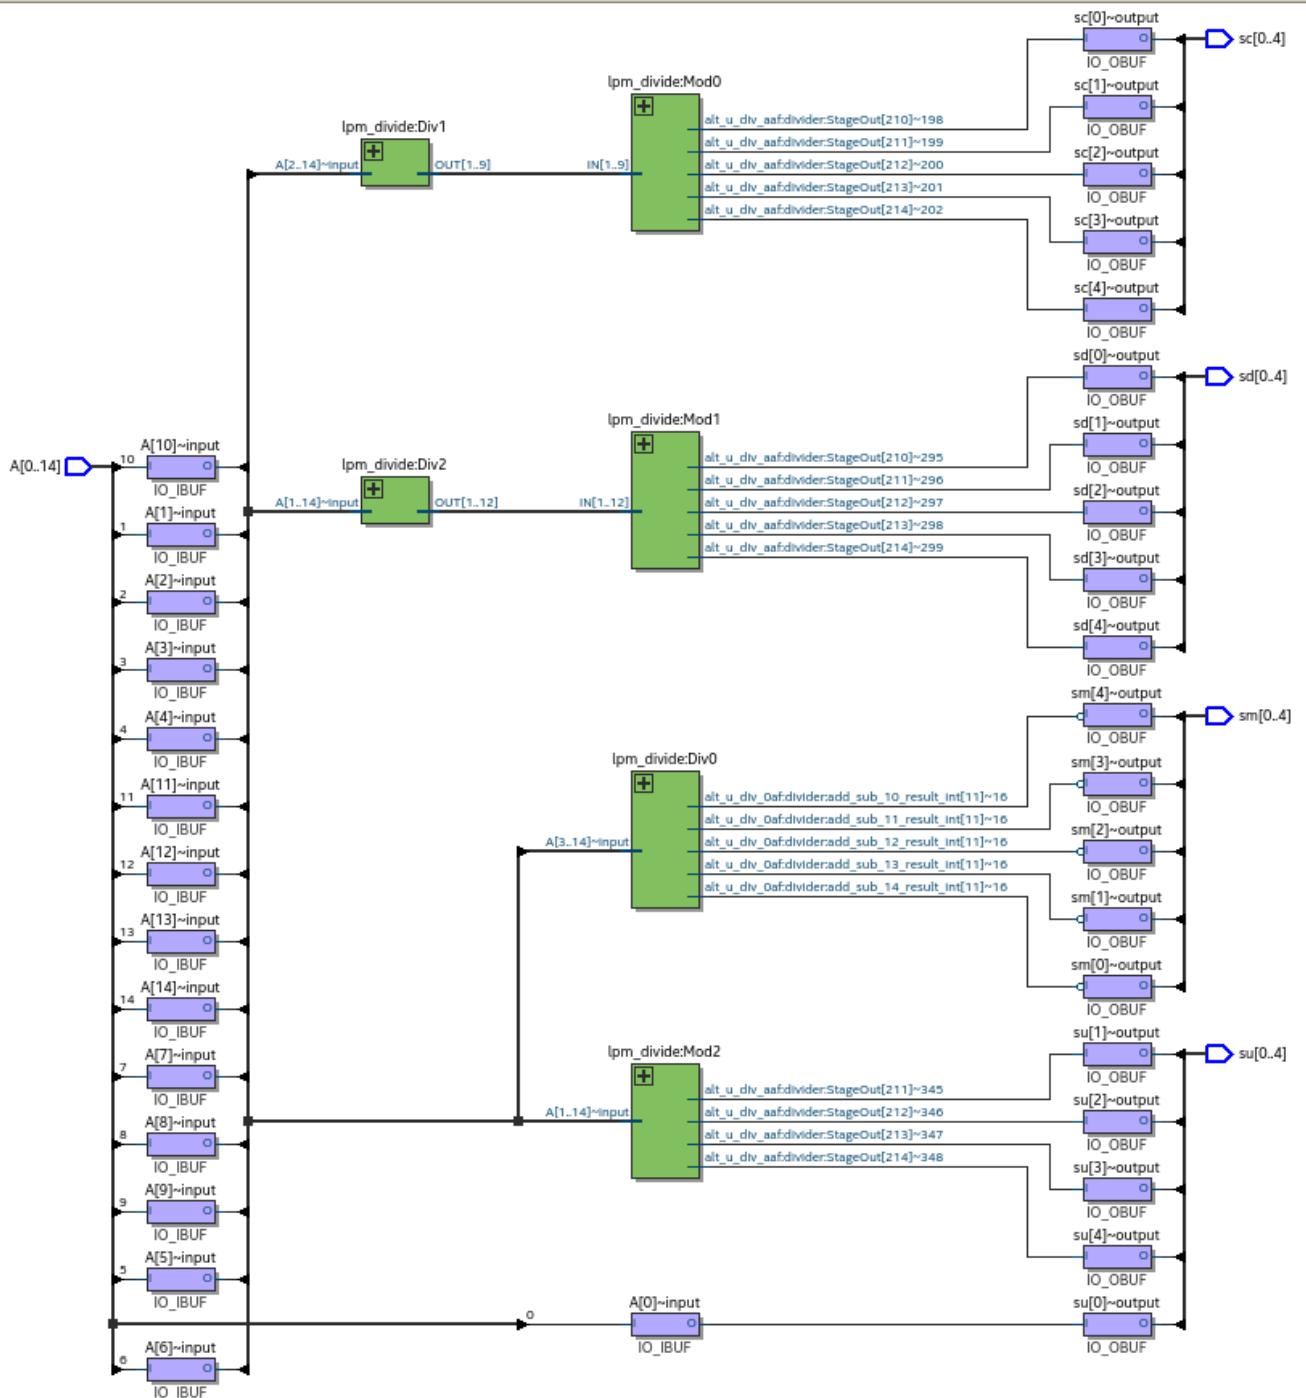 sc[0]~output
sc[0..4]
IO_OBUF
lpm_divide:Mod0
sc[1]~output
IO_OBUF
alt_u_div_aaf:divider:StageOut[210]~198
lpm_divide:Div1
alt_u_div_aaf:divider:StageOut[211]~199
sc[2]~output
A[2..14]~input
OUT[1..9]
IN[1..9]
alt_u_div_aaf:divider:StageOut[212]~200
alt_u_div_aaf:divider:StageOut[213]~201
IO_OBUF
alt_u_div_aaf:divider:StageOut[214]~202
sc[3]~output
IO_OBUF
sc[4]~output
IO_OBUF
sd[0]~output
sd[0..4]
IO_OBUF
lpm_divide:Mod1
sd[1]~output
A[0..14]
10
A[10]~input
IO_IBUF
lpm_divide:Div2
alt_u_div_aaf:divider:StageOut[210]~295
IO_OBUF
alt_u_div_aaf:divider:StageOut[211]~296
sd[2]~output
A[1..14]~input
OUT[1..12]
IN[1..12]
alt_u_div_aaf:divider:StageOut[212]~297
A[1]~input
1
IO_IBUF
alt_u_div_aaf:divider:StageOut[213]~298
IO_OBUF
alt_u_div_aaf:divider:StageOut[214]~299
sd[3]~output
A[2]~input
2
IO_IBUF
IO_OBUF
sd[4]~output
A[3]~input
3
IO_IBUF
IO_OBUF
sm[4]~output
sm[0..4]
A[4]~input
4
IO_IBUF
IO_OBUF
lpm_divide:Div0
sm[3]~output
A[11]~input
11
IO_IBUF
alt_u_div_0af:divider:add_sub_10_result_int[11]~16
IO_OBUF
alt_u_div_0af:divider:add_sub_11_result_int[11]~16
sm[2]~output
A[3..14]~input
alt_u_div_0af:divider:add_sub_12_result_int[11]~16
A[12]~input
12
IO_IBUF
alt_u_div_0af:divider:add_sub_13_result_int[11]~16
IO_OBUF
alt_u_div_0af:divider:add_sub_14_result_int[11]~16
sm[1]~output
A[13]~input
13
IO_IBUF
IO_OBUF
sm[0]~output
A[14]~input
14
IO_IBUF
IO_OBUF
su[1]~output
su[0..4]
A[7]~input
7
IO_IBUF
lpm_divide:Mod2
IO_OBUF
alt_u_div_aaf:divider:StageOut[211]~345
su[2]~output
A[1..14]~input
alt_u_div_aaf:divider:StageOut[212]~346
A[8]~input
8
IO_IBUF
alt_u_div_aaf:divider:StageOut[213]~347
IO_OBUF
alt_u_div_aaf:divider:StageOut[214]~348
su[3]~output
A[9]~input
9
IO_IBUF
IO_OBUF
su[4]~output
A[5]~input
5
IO_IBUF
IO_OBUF
0
A[0]~input
IO_IBUF
su[0]~output
IO_OBUF
A[6]~input
6
IO_IBUF